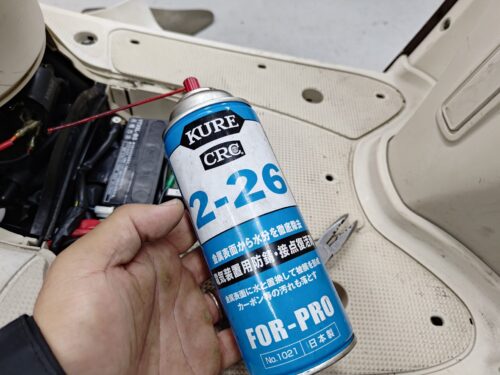 KURE
CRC
2-26
金属表面から水分を徹底除去
電気装置用防錆・接点復活剤
金属表面に水と置換して被膜を形成
カーボン等の汚れも落とす
FOR-PRO
No.1021 日本製